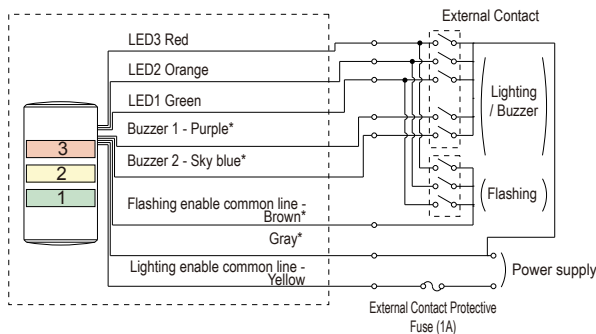 External Contact
LED3 Red
LED2 Orange
LED1 Green
Buzzer 1 - Purple*
Buzzer 2 - Sky blue*
Flashing enable common line -
Brown*
Gray*
Lighting enable common line -
Yellow
3
2
1
Lighting
/ Buzzer
Flashing
Power supply
External Contact Protective
Fuse (1A)